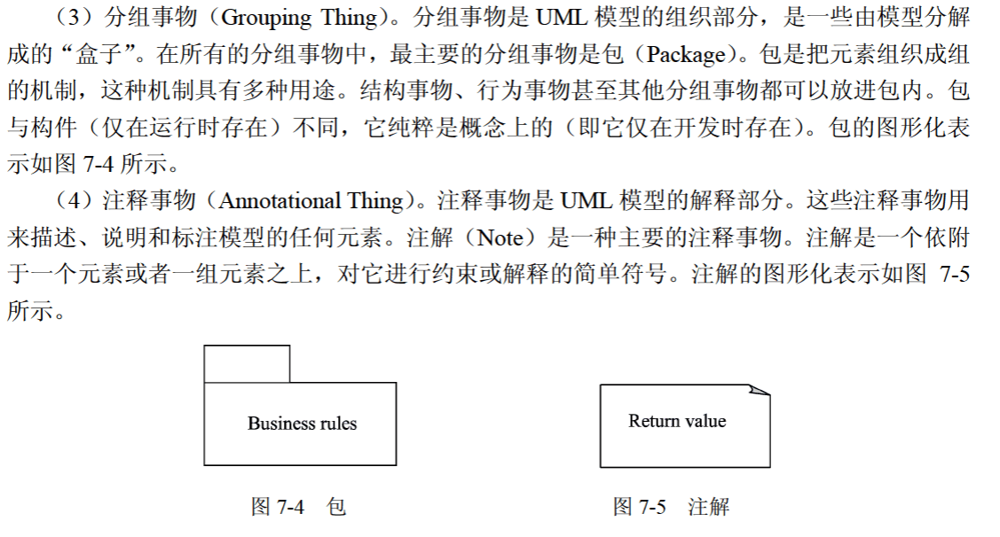 （3）分组事物（Grouping Thing）。分组事物是 UML 模型的组织部分，是一些由模型分解
成的“盒子”。在所有的分组事物中，最主要的分组事物是包（Package）。包是把元素组织成组
的机制，这种机制具有多种用途。结构事物、行为事物甚至其他分组事物都可以放进包内。包
与构件（仅在运行时存在）不同，它纯粹是概念上的（即它仅在开发时存在）。包的图形化表
示如图 7-4 所示。
（4）注释事物（Annotational Thing）。注释事物是 UML 模型的解释部分。这些注释事物用
来描述、说明和标注模型的任何元素。注解（Note）是一种主要的注释事物。注解是一个依附
于一个元素或者一组元素之上，对它进行约束或解释的简单符号。注解的图形化表示如图 7-5
所示。
Business rules
Return value
图 7-4 包
图 7-5 注解